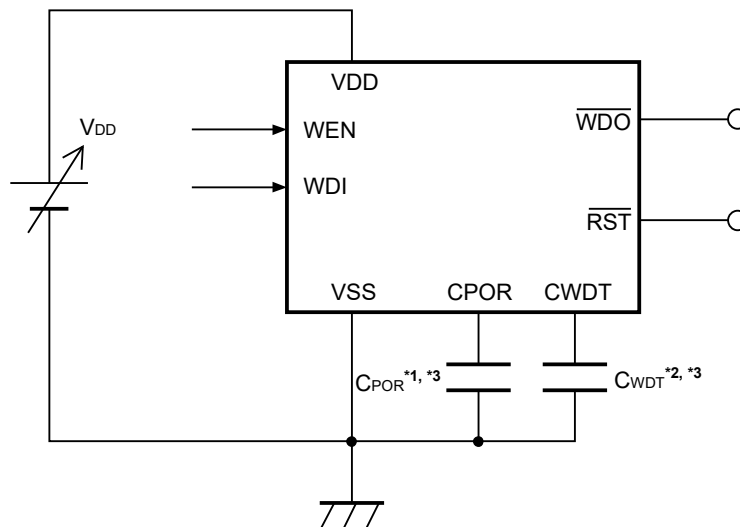 VDD
VDD
WEN
WDO
WDI
RST
VSS
CPOR
CWDT
CPOR*1, *3
CWDT*2, *3